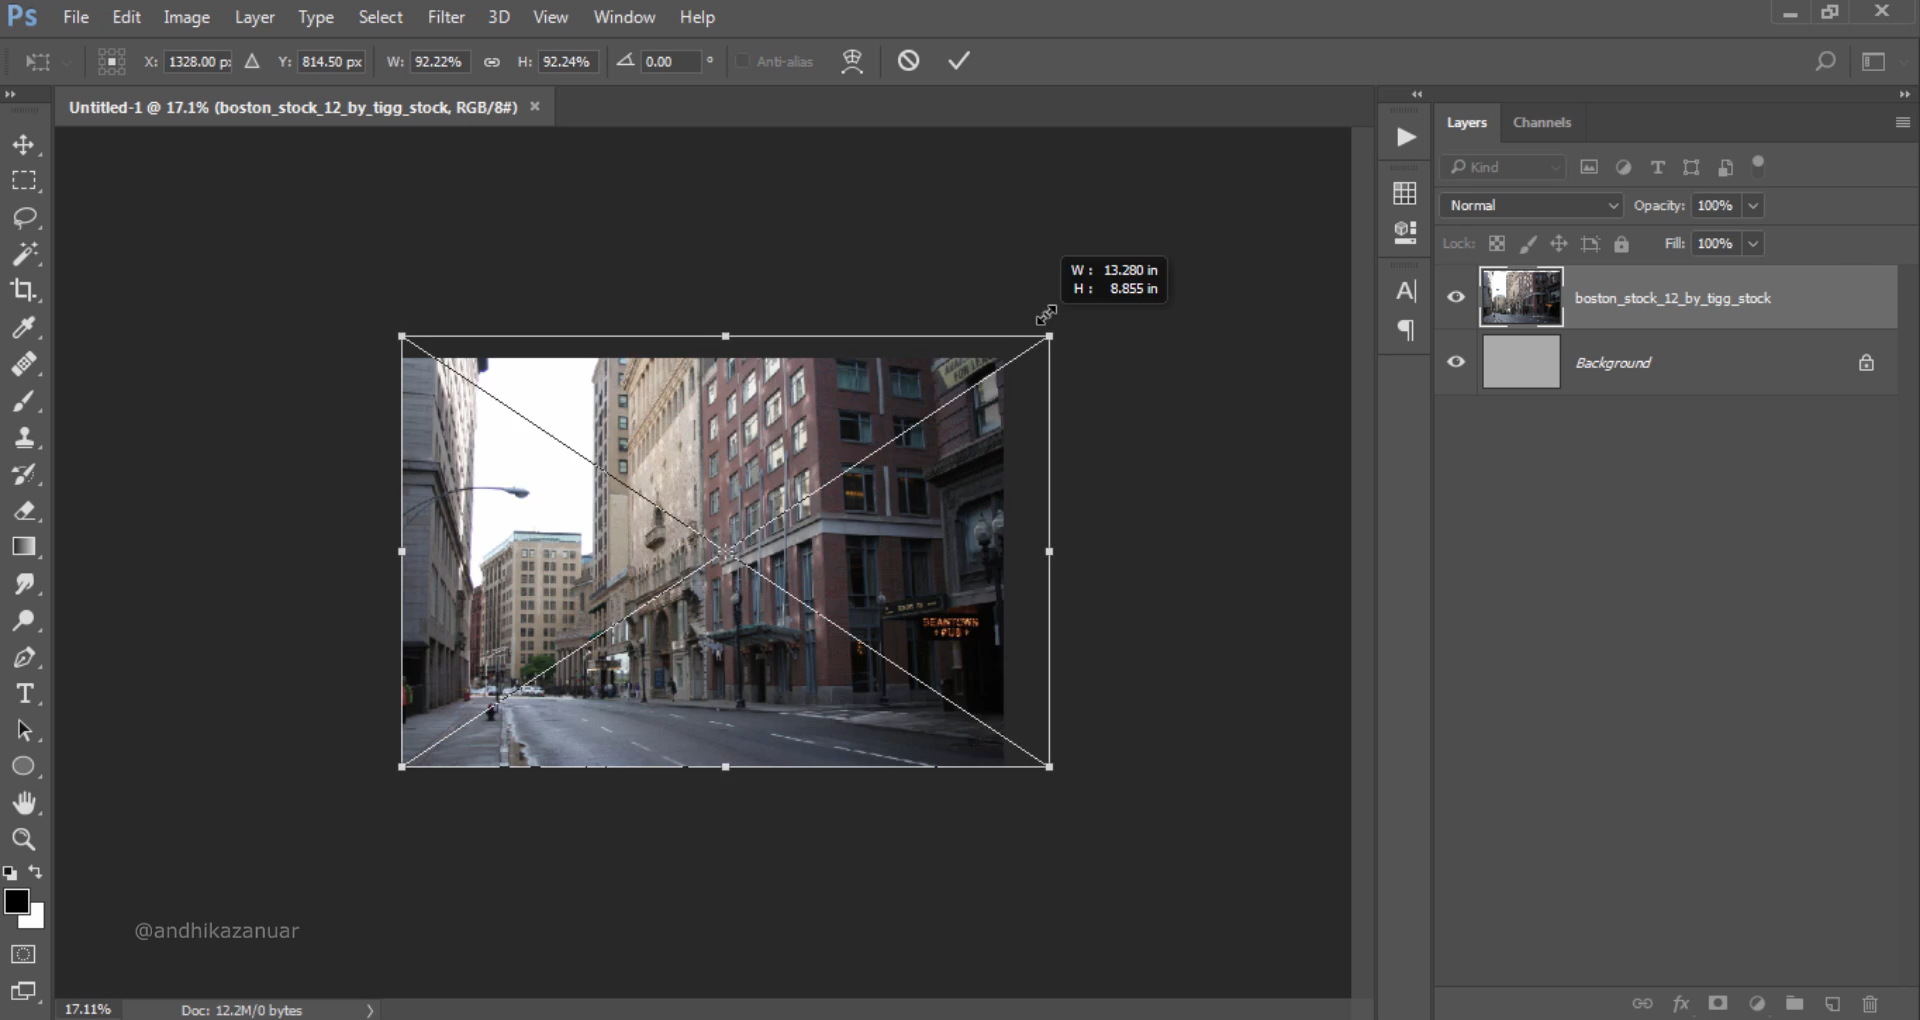 Ps File Edit Image Layer Type Select Filter 3D View Window Help
X: 1328.00 p Y: 814.50 px W: 92.22% H: 92.24% 0.00 ° Anti-alias
Untitled-1 @ 17.1% (boston_stock_12_by_tigg_stock, RGB/8#) ×
Layers Channels
Kind
Normal Opacity: 100%
Lock: Fill: 100%
W : 13.280 in
H : 8.855 in
boston_stock_12_by_tigg_stock
Background
BEANTOWN
PUB
@andhikazanuar
17.11% Doc: 12.2M/0 bytes